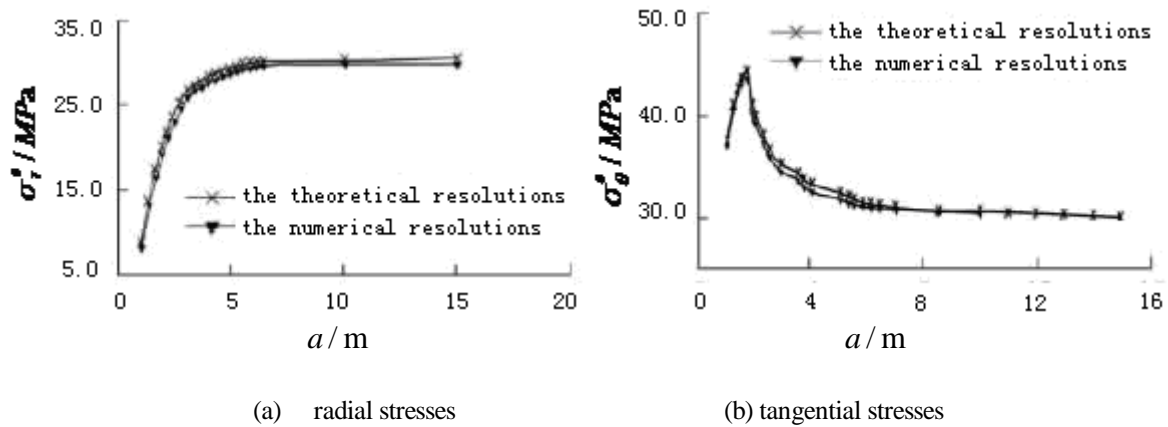 35.0
25.0
15.0
5.0
0
5
10
15
20
σ_r^e / MPa
a / m
the theoretical resolutions
the numerical resolutions
(a) radial stresses
50.0
40.0
30.0
0
4
8
12
16
σ_θ^e / MPa
a / m
the theoretical resolutions
the numerical resolutions
(b) tangential stresses